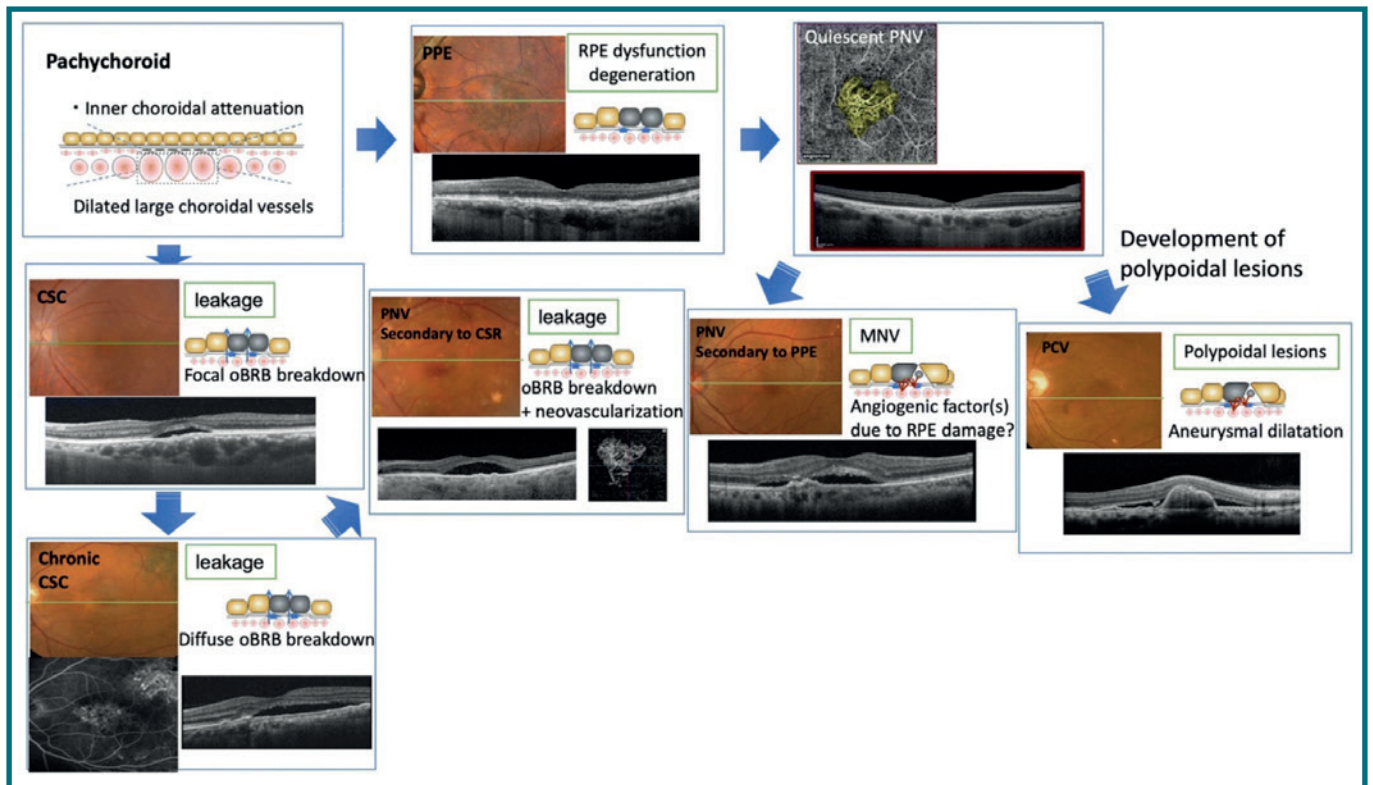 Pachychoroid
· Inner choroidal attenuation
Dilated large choroidal vessels
PPE
RPE dysfunction
degeneration
Quiescent PNV
Development of
polypoidal lesions
CSC
leakage
Focal oBRB breakdown
PNV
Secondary to CSR
leakage
oBRB breakdown
+ neovascularization
PNV
Secondary to PPE
MNV
Angiogenic factor(s)
due to RPE damage?
PCV
Polypoidal lesions
Aneurysmal dilatation
Chronic
CSC
leakage
Diffuse oBRB breakdown